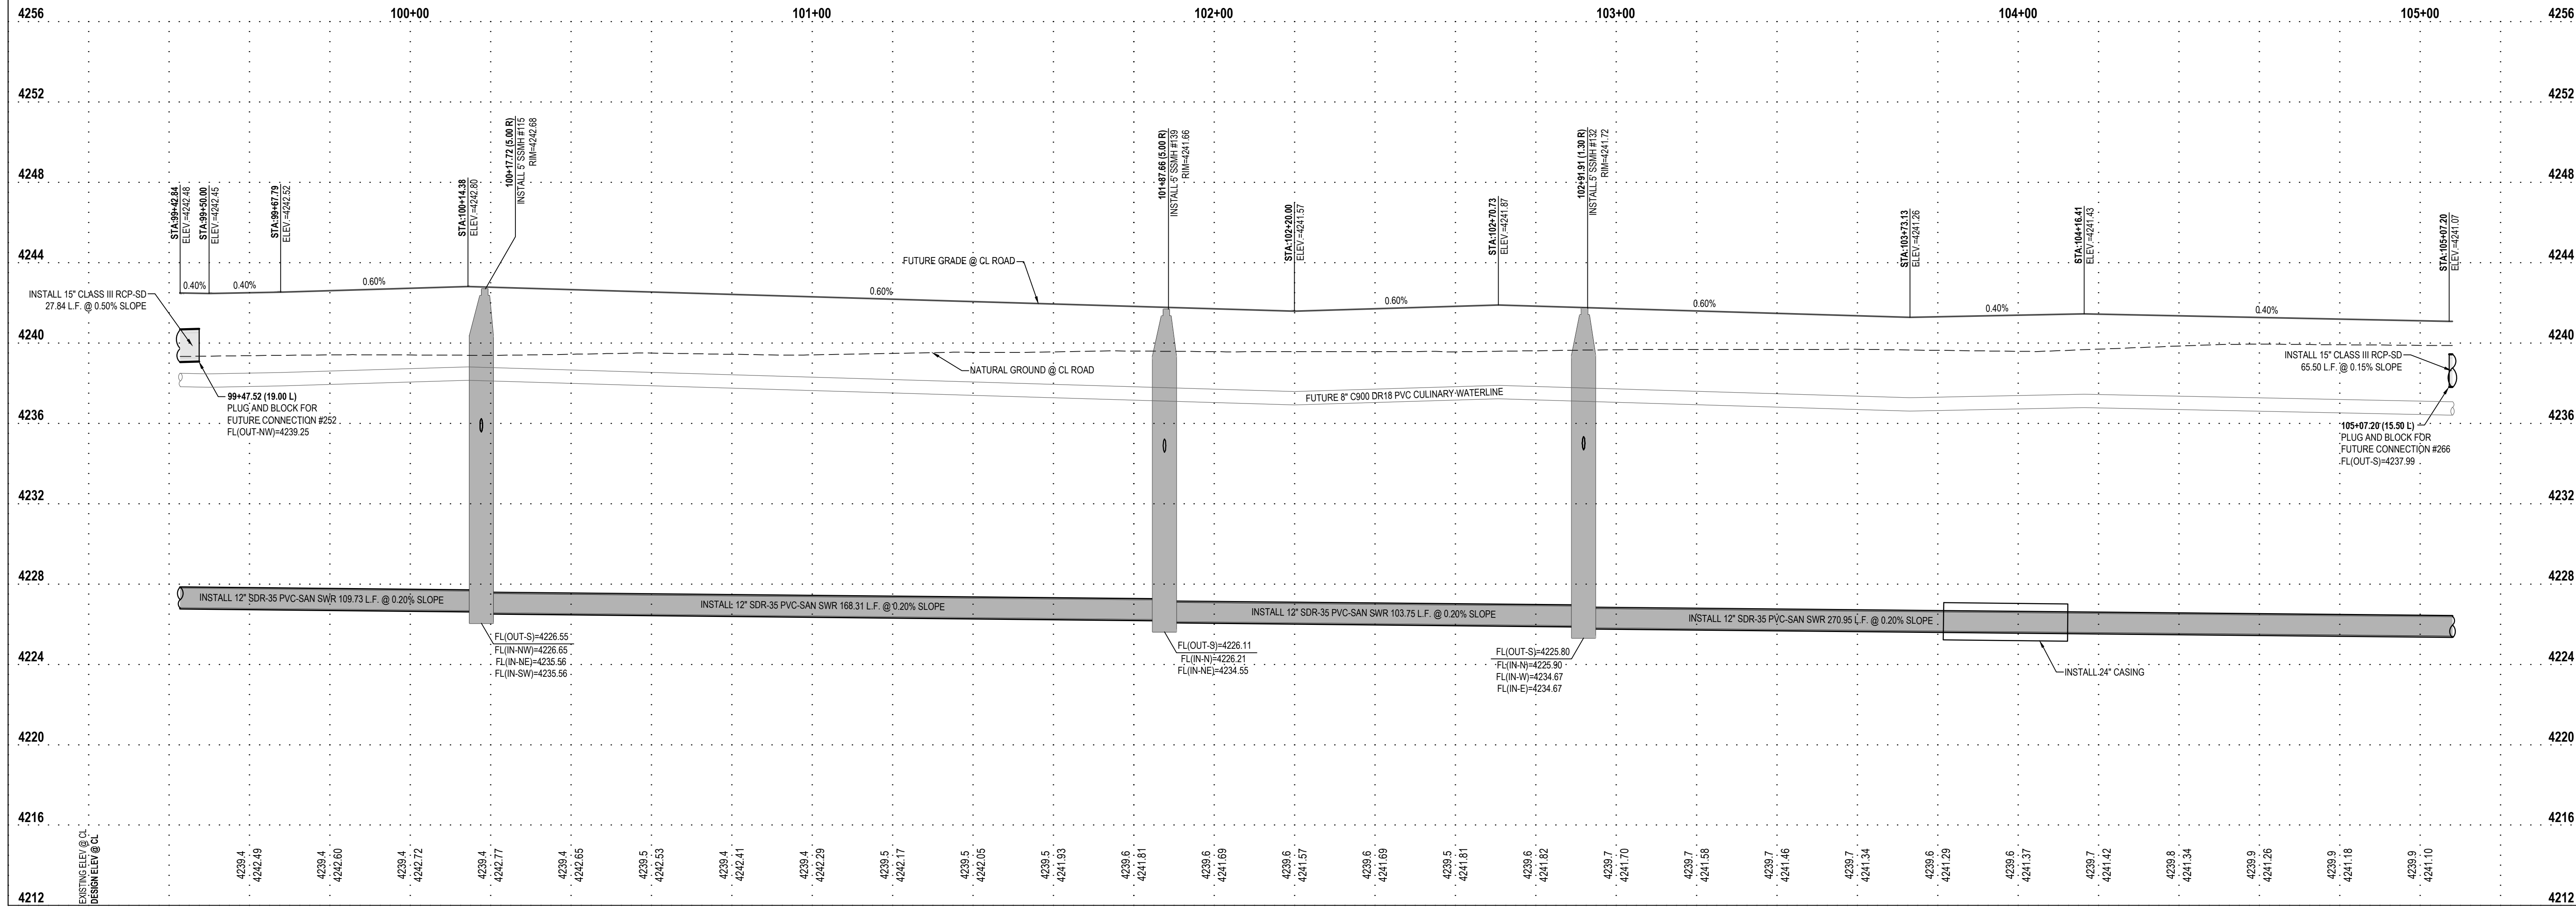 100+00 101+00 102+00 103+00 104+00 105+00
4256 4256
4252 4252
4248 4248
4244 4244
4240 4240
4236 4236
4232 4232
4228 4228
4224 4224
4220 4220
4216 4216
4212 4212
STA:99+42.84
ELEV.=4242.48
STA:99+50.00
ELEV.=4242.45
STA:99+67.79
ELEV.=4242.52
STA:100+14.38
ELEV.=4242.80
100+17.72 (5.00 R)
INSTALL 5' SSMH #115
RIM=4242.68
101+87.66 (5.00 R)
INSTALL 5' SSMH #139
RIM=4241.66
STA:102+20.00
ELEV.=4241.57
STA:102+70.73
ELEV.=4241.87
102+91.91 (1.30 R)
INSTALL 5' SSMH #132
RIM=4241.72
STA:103+73.13
ELEV.=4241.26
STA:104+16.41
ELEV.=4241.43
STA:105+07.20
ELEV.=4241.07
FUTURE GRADE @ CL ROAD
0.40% 0.40% 0.60% 0.60% 0.60% 0.60% 0.40% 0.40%
INSTALL 15" CLASS III RCP-SD
27.84 L.F. @ 0.50% SLOPE
NATURAL GROUND @ CL ROAD
INSTALL 15" CLASS III RCP-SD
65.50 L.F. @ 0.15% SLOPE
99+47.52 (19.00 L)
PLUG AND BLOCK FOR
FUTURE CONNECTION #252
FL(OUT-NW)=4239.25
FUTURE 8" C900 DR18 PVC CULINARY WATERLINE
105+07.20 (15.50 L)
PLUG AND BLOCK FOR
FUTURE CONNECTION #266
FL(OUT-S)=4237.99
INSTALL 12" SDR-35 PVC-SAN SWR 109.73 L.F. @ 0.20% SLOPE
INSTALL 12" SDR-35 PVC-SAN SWR 168.31 L.F. @ 0.20% SLOPE
INSTALL 12" SDR-35 PVC-SAN SWR 103.75 L.F. @ 0.20% SLOPE
INSTALL 12" SDR-35 PVC-SAN SWR 270.95 L.F. @ 0.20% SLOPE
FL(OUT-S)=4226.55
FL(IN-NW)=4226.65
FL(IN-NE)=4235.56
FL(IN-SW)=4235.56
FL(OUT-S)=4226.11
FL(IN-N)=4226.21
FL(IN-NE)=4234.55
FL(OUT-S)=4225.80
FL(IN-N)=4225.90
FL(IN-W)=4234.67
FL(IN-E)=4234.67
INSTALL 24" CASING
EXISTING ELEV @ CL
DESIGN ELEV @ CL
4239.4
4242.49
4239.4
4242.60
4239.4
4242.72
4239.4
4242.77
4239.4
4242.65
4239.5
4242.53
4239.4
4242.41
4239.4
4242.29
4239.5
4242.17
4239.5
4242.05
4239.5
4241.93
4239.6
4241.81
4239.6
4241.69
4239.6
4241.57
4239.6
4241.69
4239.5
4241.81
4239.6
4241.82
4239.7
4241.70
4239.7
4241.58
4239.7
4241.46
4239.7
4241.34
4239.6
4241.29
4239.6
4241.37
4239.7
4241.42
4239.8
4241.34
4239.9
4241.26
4239.9
4241.18
4239.9
4241.10